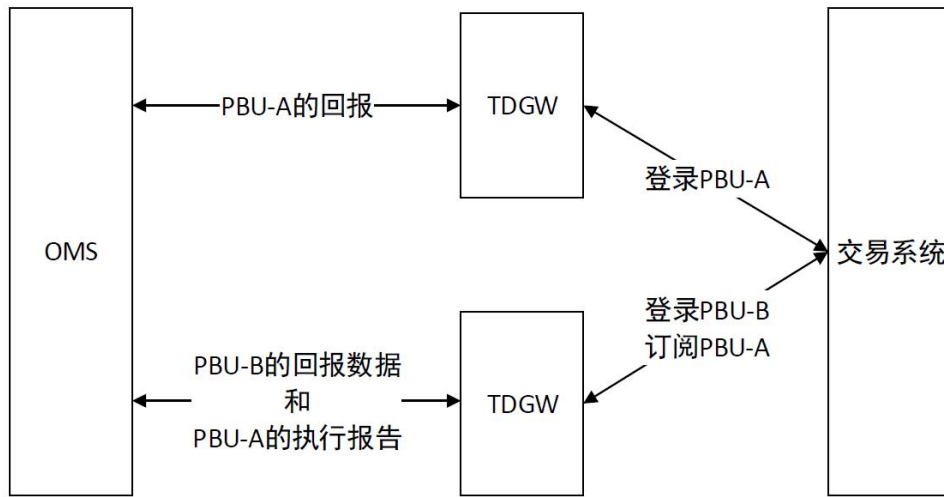 PBU-A的回报
TDGW
登录PBU-A
OMS
交易系统
登录PBU-B
订阅PBU-A
PBU-B的回报数据
和
PBU-A的执行报告
TDGW